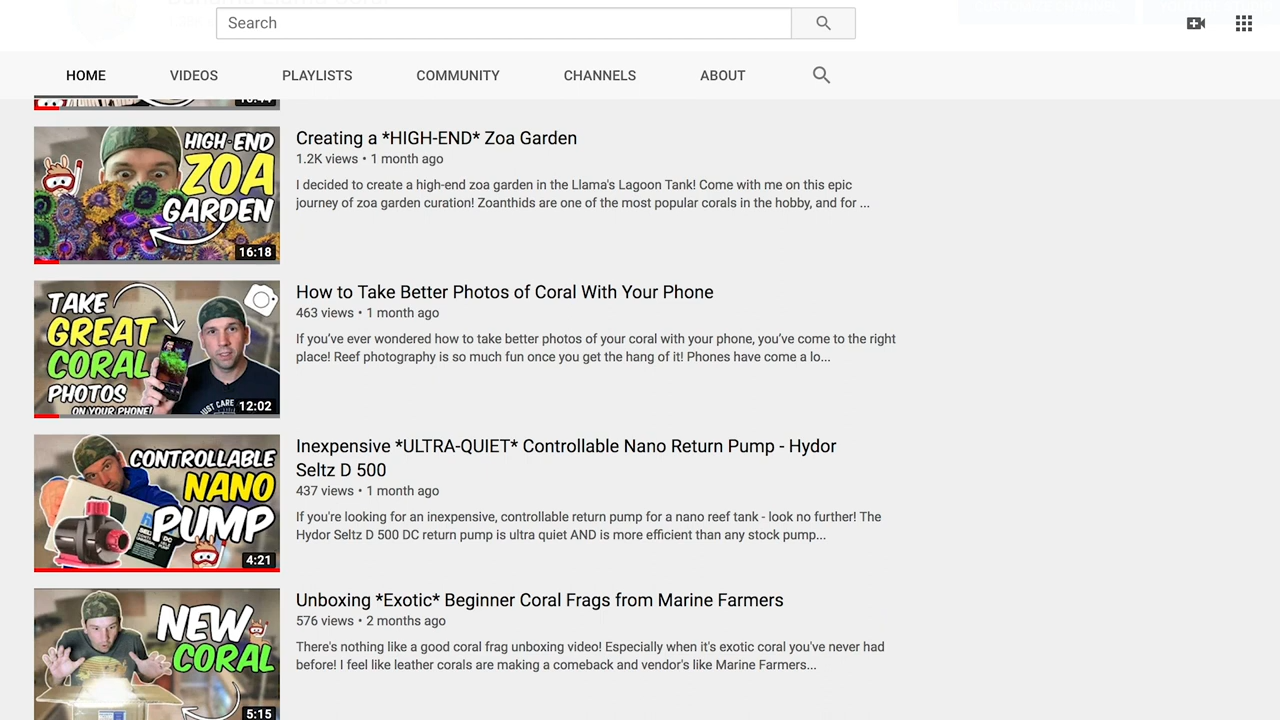 Search
HOME VIDEOS PLAYLISTS COMMUNITY CHANNELS ABOUT
HIGH-END
ZOA
GARDEN
16:18
Creating a *HIGH-END* Zoa Garden
1.2K views • 1 month ago
I decided to create a high-end zoa garden in the Llama's Lagoon Tank! Come with me on this epic
journey of zoa garden curation! Zoanthids are one of the most popular corals in the hobby, and for ...
TAKE
GREAT
CORAL
PHOTOS
ON YOUR PHONE!
JUST CARE
12:02
How to Take Better Photos of Coral With Your Phone
463 views • 1 month ago
If you've ever wondered how to take better photos of your coral with your phone, you've come to the right
place! Reef photography is so much fun once you get the hang of it! Phones have come a lo...
CONTROLLABLE
NANO
PUMP
4:21
Inexpensive *ULTRA-QUIET* Controllable Nano Return Pump - Hydor
Seltz D 500
437 views • 1 month ago
If you're looking for an inexpensive, controllable return pump for a nano reef tank - look no further! The
Hydor Seltz D 500 DC return pump is ultra quiet AND is more efficient than any stock pump...
NEW
CORAL
5:15
Unboxing *Exotic* Beginner Coral Frags from Marine Farmers
576 views • 2 months ago
There's nothing like a good coral frag unboxing video! Especially when it's exotic coral you've never had
before! I feel like leather corals are making a comeback and vendor's like Marine Farmers...